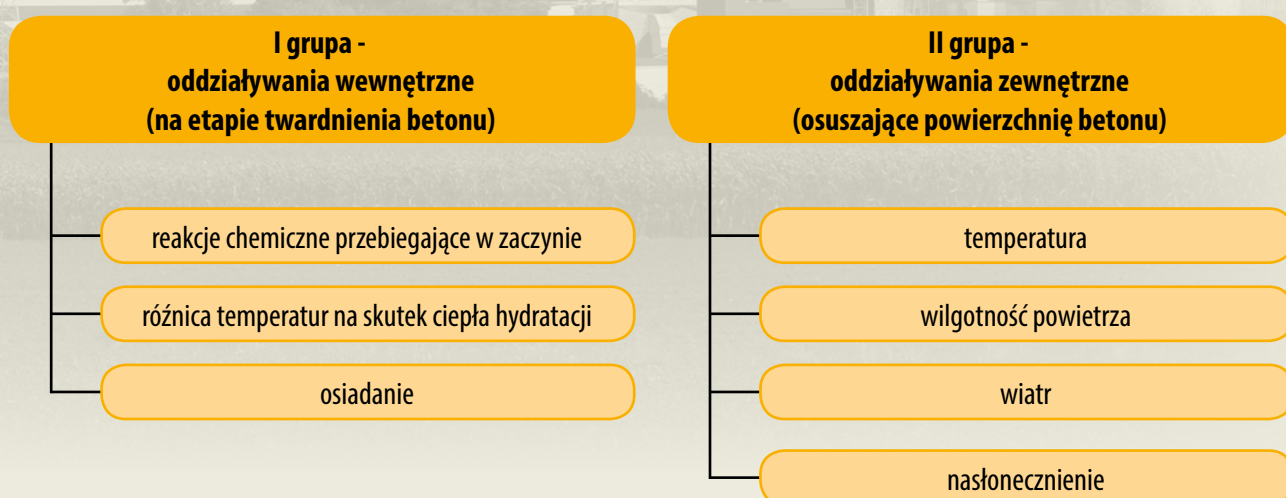 I grupa -
oddziaływania wewnętrzne
(na etapie twardnienia betonu)
reakcje chemiczne przebiegające w zaczynie
różnica temperatur na skutek ciepła hydratacji
osiadanie
II grupa -
oddziaływania zewnętrzne
(osuszające powierzchnię betonu)
temperatura
wilgotność powietrza
wiatr
nasłonecznienie